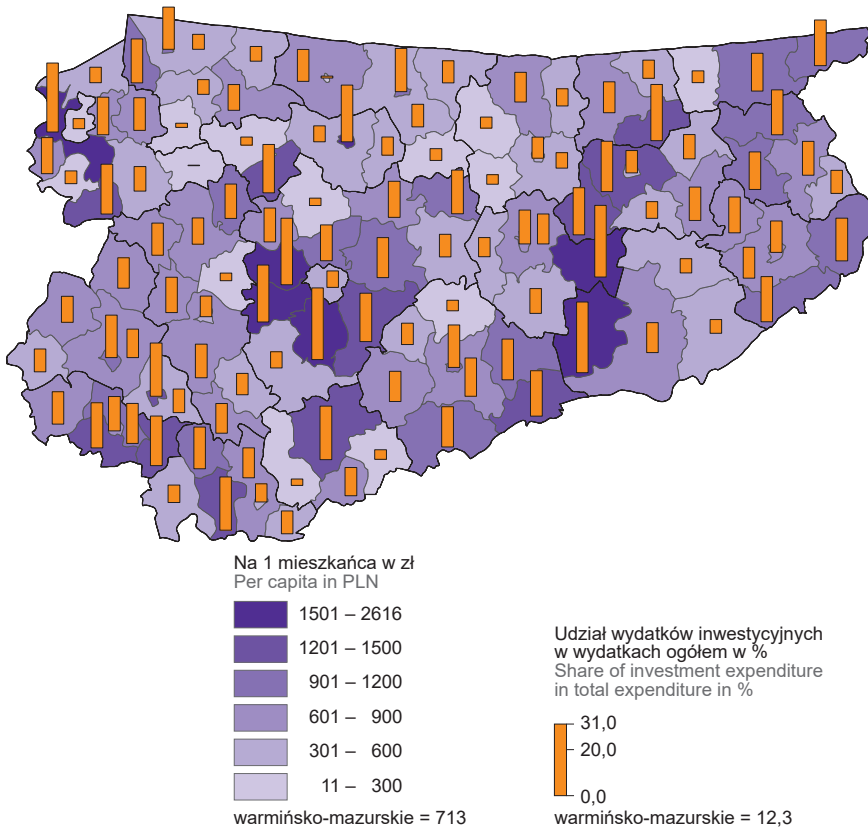 Na 1 mieszkańca w zł
Per capita in PLN
1501 – 2616
1201 – 1500
901 – 1200
601 – 900
301 – 600
11 – 300
warmińsko-mazurskie = 713
Udział wydatków inwestycyjnych
w wydatkach ogółem w %
Share of investment expenditure
in total expenditure in %
31,0
20,0
0,0
warmińsko-mazurskie = 12,3